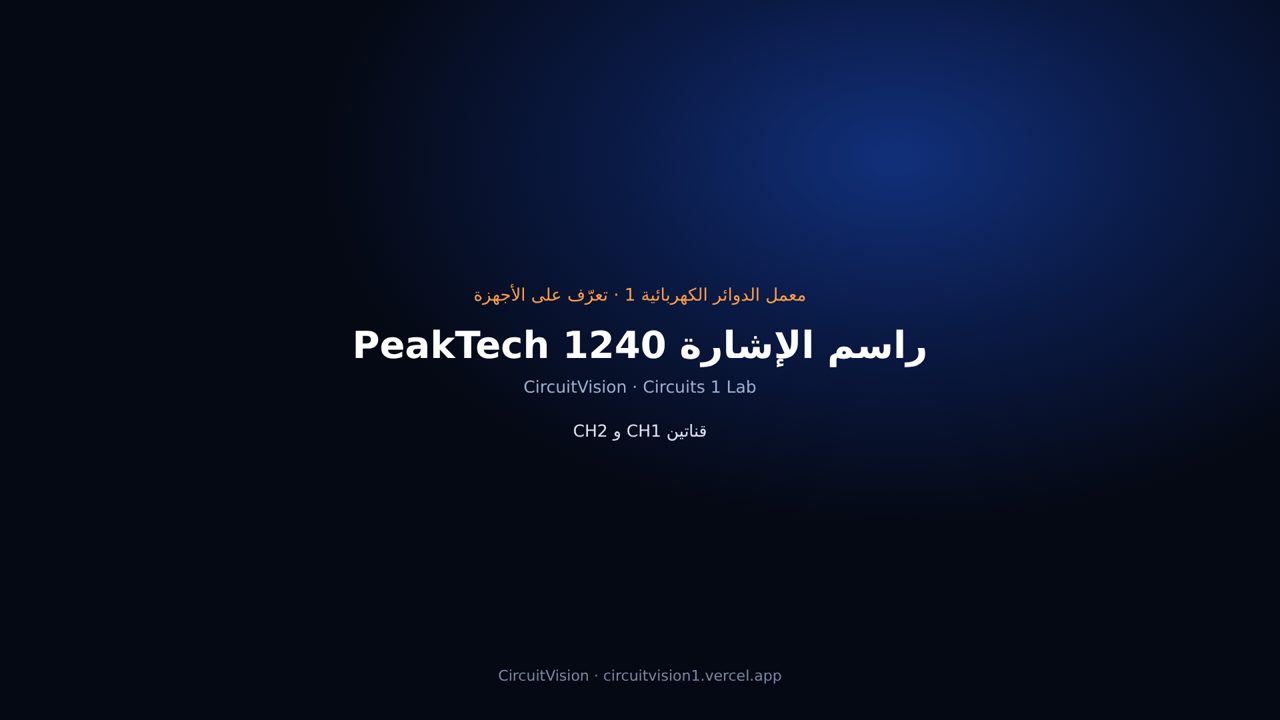 معمل الدوائر الكهربائية 1 · تعرّف على الأجهزة
راسم الإشارة PeakTech 1240
CircuitVision · Circuits 1 Lab
قناتين CH1 و CH2
CircuitVision · circuitvision1.vercel.app